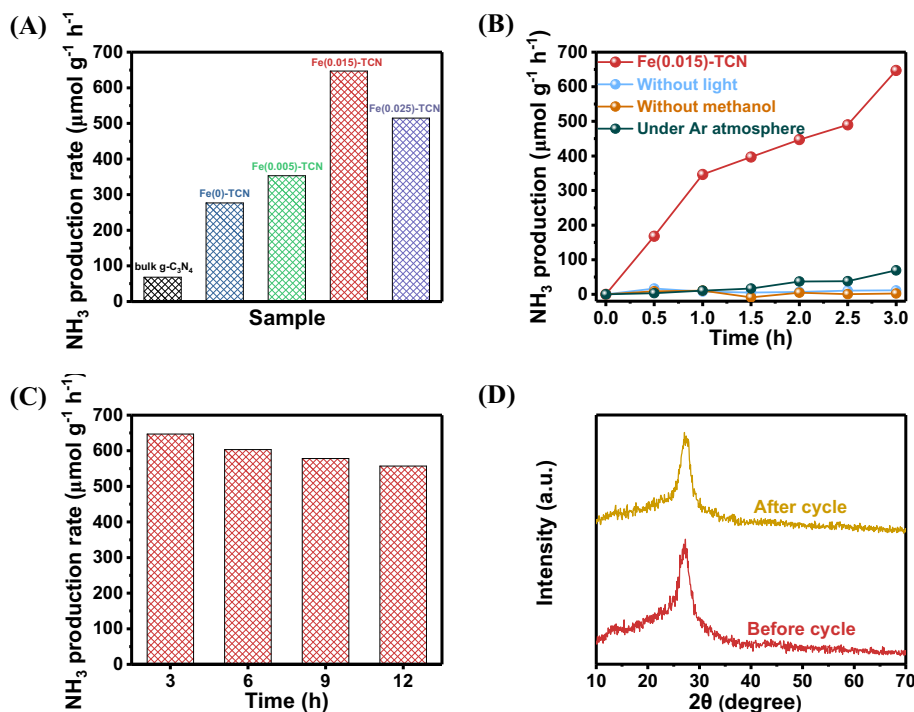 (A)
NH3 production rate (μmol g-1 h-1
700
600
500
400
300
200
100
0
bulk g-C3N4
Fe(0)-TCN
Fe(0.005)-TCN
Fe(0.015)-TCN
Fe(0.025)-TCN
Sample
(B)
NH3 production (μmol g-1 h-1)
700
600
500
400
300
200
100
0
Fe(0.015)-TCN
Without light
Without methanol
Under Ar atmosphere
0.0 0.5 1.0 1.5 2.0 2.5 3.0
Time (h)
(C)
NH3 production rate (μmol g-1 h-1)
700
600
500
400
300
200
100
0
3 6 9 12
Time (h)
(D)
Intensity (a.u.)
After cycle
Before cycle
10 20 30 40 50 60 70
2θ (degree)